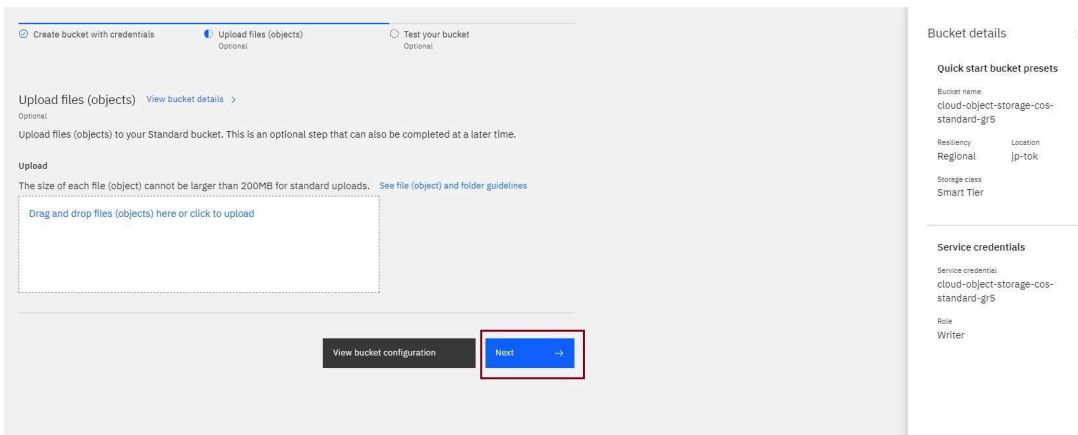 Create bucket with credentials
Upload files (objects)
Optional
Test your bucket
Optional
Upload files (objects) View bucket details >
Optional
Upload files (objects) to your Standard bucket. This is an optional step that can also be completed at a later time.
Upload
The size of each file (object) cannot be larger than 200MB for standard uploads. See file (object) and folder guidelines
Drag and drop files (objects) here or click to upload
View bucket configuration
Next →
Bucket details
Quick start bucket presets
Bucket name
cloud-object-storage-cos-
standard-gr5
Resiliency Location
Regional jp-tok
Storage class
Smart Tier
Service credentials
Service credential
cloud-object-storage-cos-
standard-gr5
Role
Writer